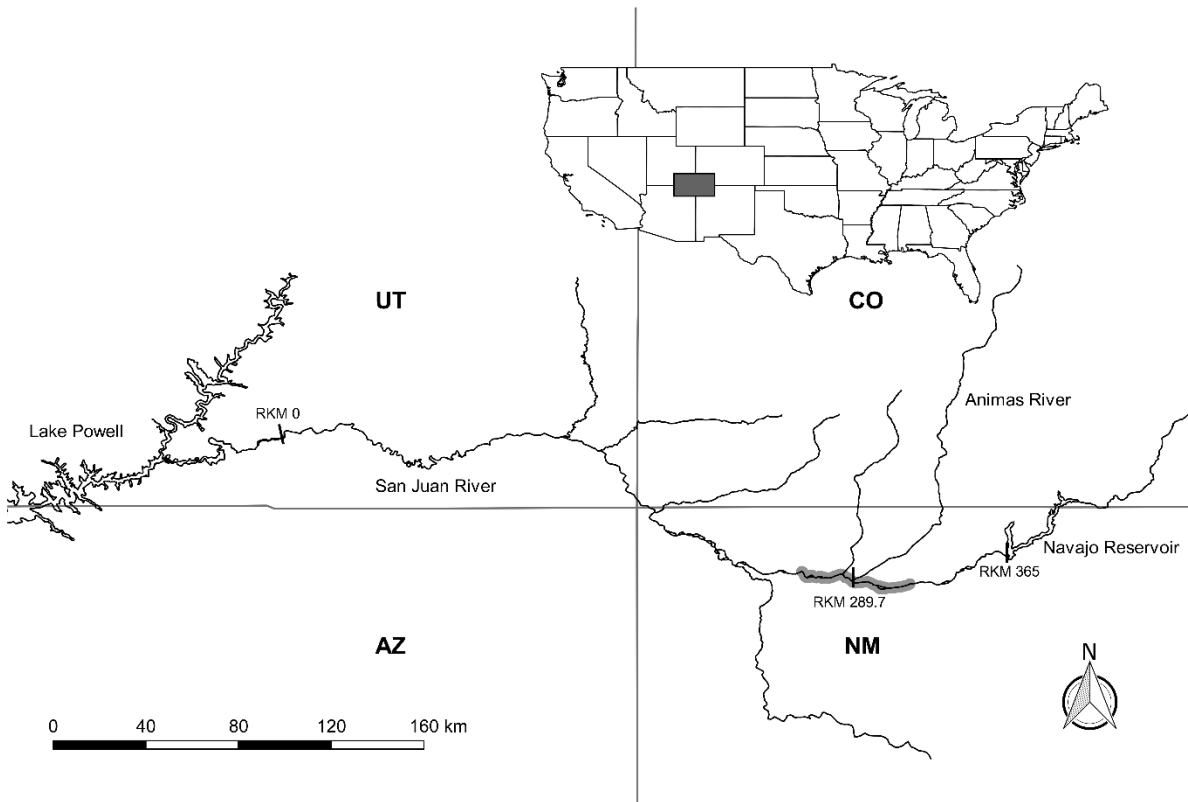 UT
CO
Animas River
RKM 0
Lake Powell
San Juan River
Navajo Reservoir
RKM 365
RKM 289.7
AZ
NM
N
0 40 80 120 160 km